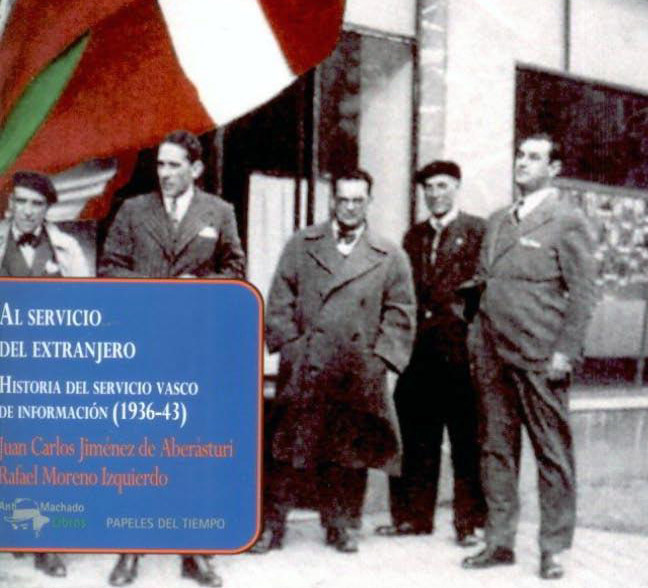 AL SERVICIO
DEL EXTRANJERO
HISTORIA DEL SERVICIO VASCO
DE INFORMACIÓN (1936-43)
Juan Carlos Jiménez de Aberásturi
Rafael Moreno Izquierdo
Machado
Libros
PAPELES DEL TIEMPO